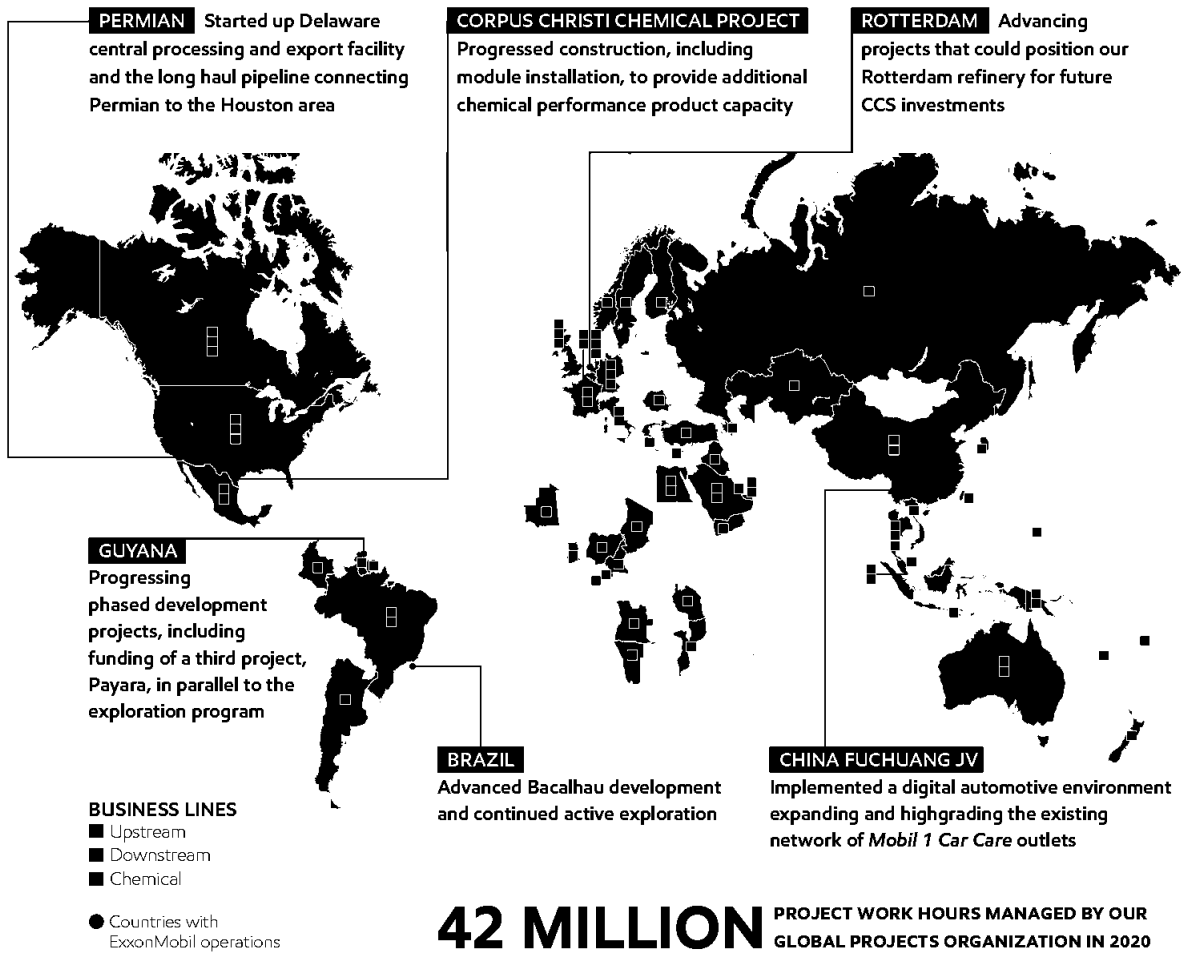 PERMIAN Started up Delaware
central processing and export facility
and the long haul pipeline connecting
Permian to the Houston area
CORPUS CHRISTI CHEMICAL PROJECT
Progressed construction, including
module installation, to provide additional
chemical performance product capacity
ROTTERDAM Advancing
projects that could position our
Rotterdam refinery for future
CCS investments
GUYANA
Progressing
phased development
projects, including
funding of a third project,
Payara, in parallel to the
exploration program
BRAZIL
Advanced Bacalhau development
and continued active exploration
CHINA FUCHUANG JV
Implemented a digital automotive environment
expanding and highgrading the existing
network of Mobil 1 Car Care outlets
BUSINESS LINES
Upstream
Downstream
Chemical
Countries with
ExxonMobil operations
42 MILLION PROJECT WORK HOURS MANAGED BY OUR
GLOBAL PROJECTS ORGANIZATION IN 2020